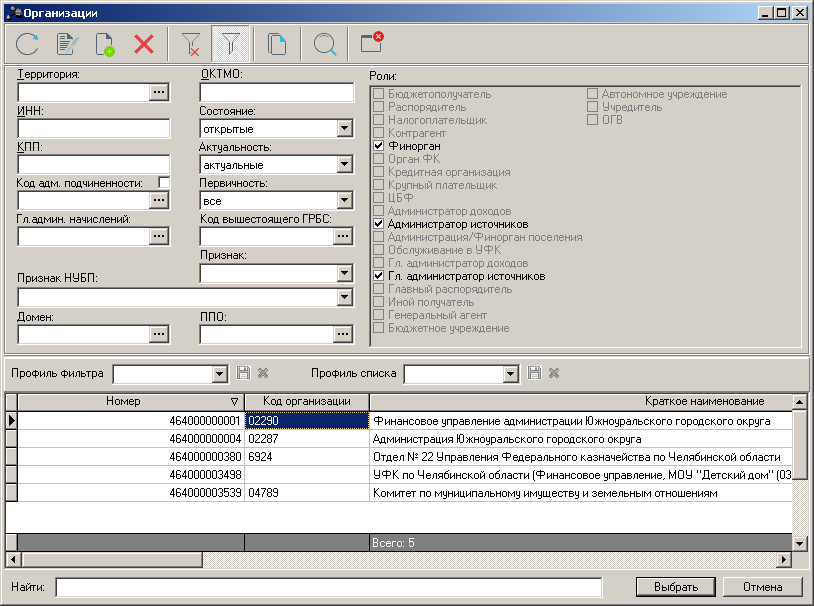 Организации
Территория:
ОКТМО:
Роли:
ИНН:
Состояние:
открытые
КПП:
Актуальность:
актуальные
Код адм. подчиненности:
Первичность:
все
Гл.админ. начислений:
Код вышестоящего ГРБС:
Признак:
Признак НУБП:
Домен:
ППО:
Бюджетополучатель
Распорядитель
Налогоплательщик
Контрагент
Финорган
Орган ФК
Кредитная организация
Крупный плательщик
ЦБФ
Администратор доходов
Администратор источников
Администрация/Финорган поселения
Обслуживание в УФК
Гл. администратор доходов
Гл. администратор источников
Главный распорядитель
Иной получатель
Генеральный агент
Бюджетное учреждение
Автономное учреждение
Учредитель
ОГВ
Профиль фильтра
Профиль списка
Номер Код организации Краткое наименование
464000000001 02290 Финансовое управление администрации Южноуральского городского округа
464000000004 02287 Администрация Южноуральского городского округа
464000000380 6924 Отдел № 22 Управления Федерального казначейства по Челябинской области
464000003498 УФК по Челябинской области (Финансовое управление, МОУ "Детский дом" (03
464000003539 04789 Комитет по муниципальному имуществу и земельным отношениям
Всего: 5
Найти:
Выбрать
Отмена